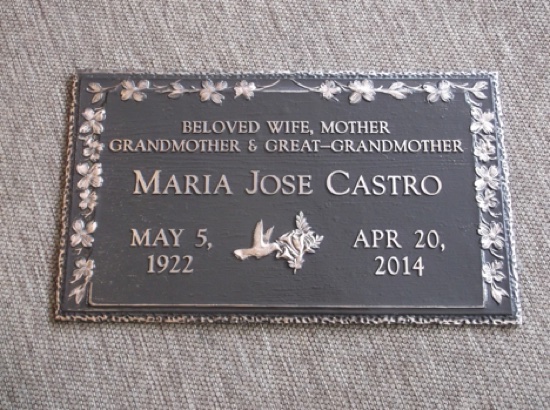 BELOVED WIFE, MOTHER
GRANDMOTHER & GREAT-GRANDMOTHER
MARIA JOSE CASTRO
MAY 5,
1922
APR 20,
2014